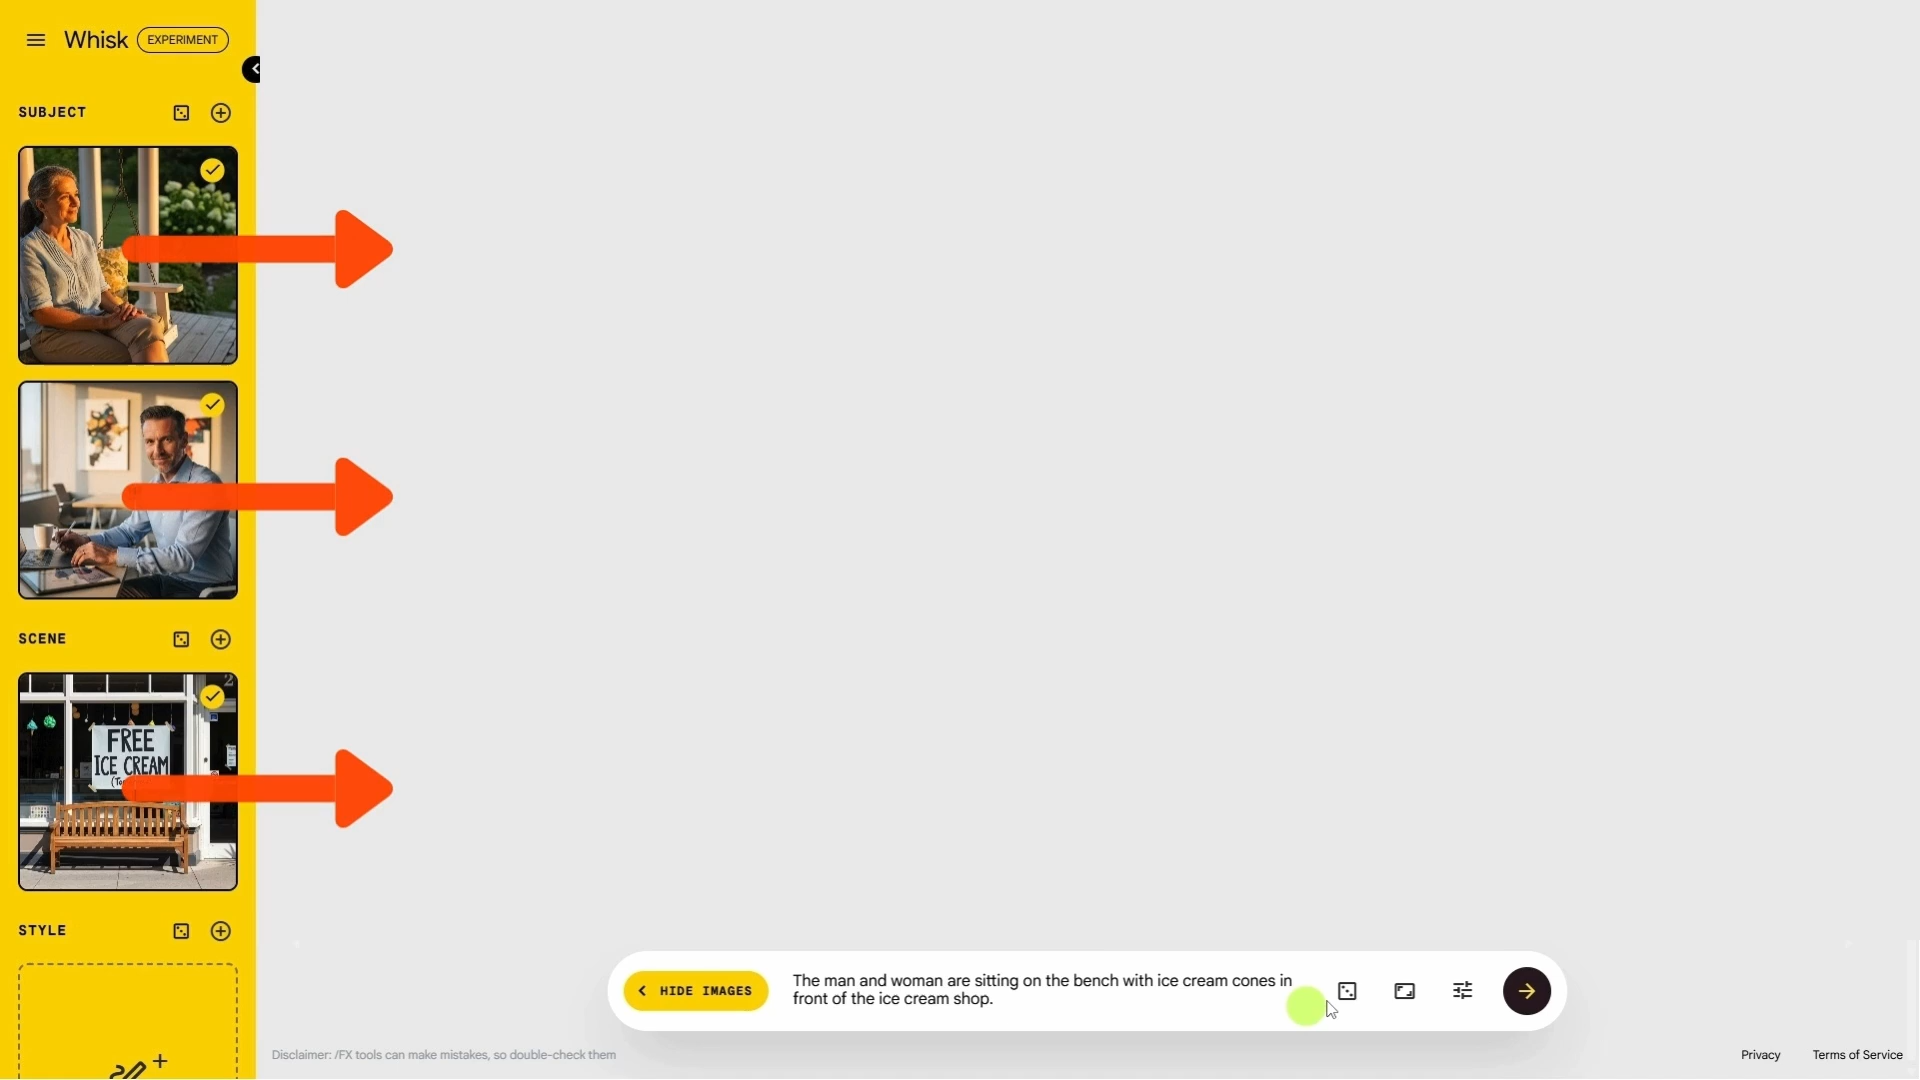 Whisk EXPERIMENT
SUBJECT
SCENE
2
FREE
ICE CREAM
STYLE
HIDE IMAGES
The man and woman are sitting on the bench with ice cream cones in
front of the ice cream shop.
Disclaimer: /FX tools can make mistakes, so double-check them
Privacy Terms of Service